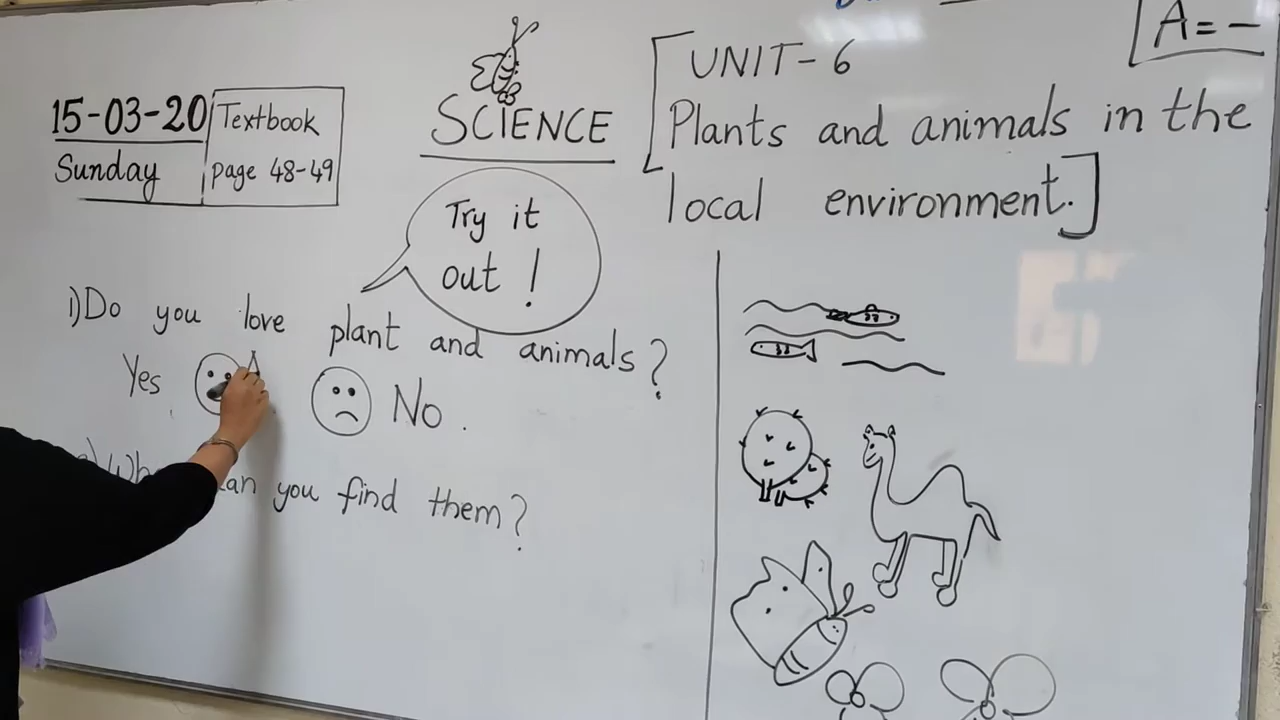 A= -
15-03-20
Sunday
Textbook
page 48-49
SCIENCE
[UNIT-6
Plants and animals in the
local environment.]
Try it
out!
1) Do you love plant and animals?
Yes
No.
can you find them?